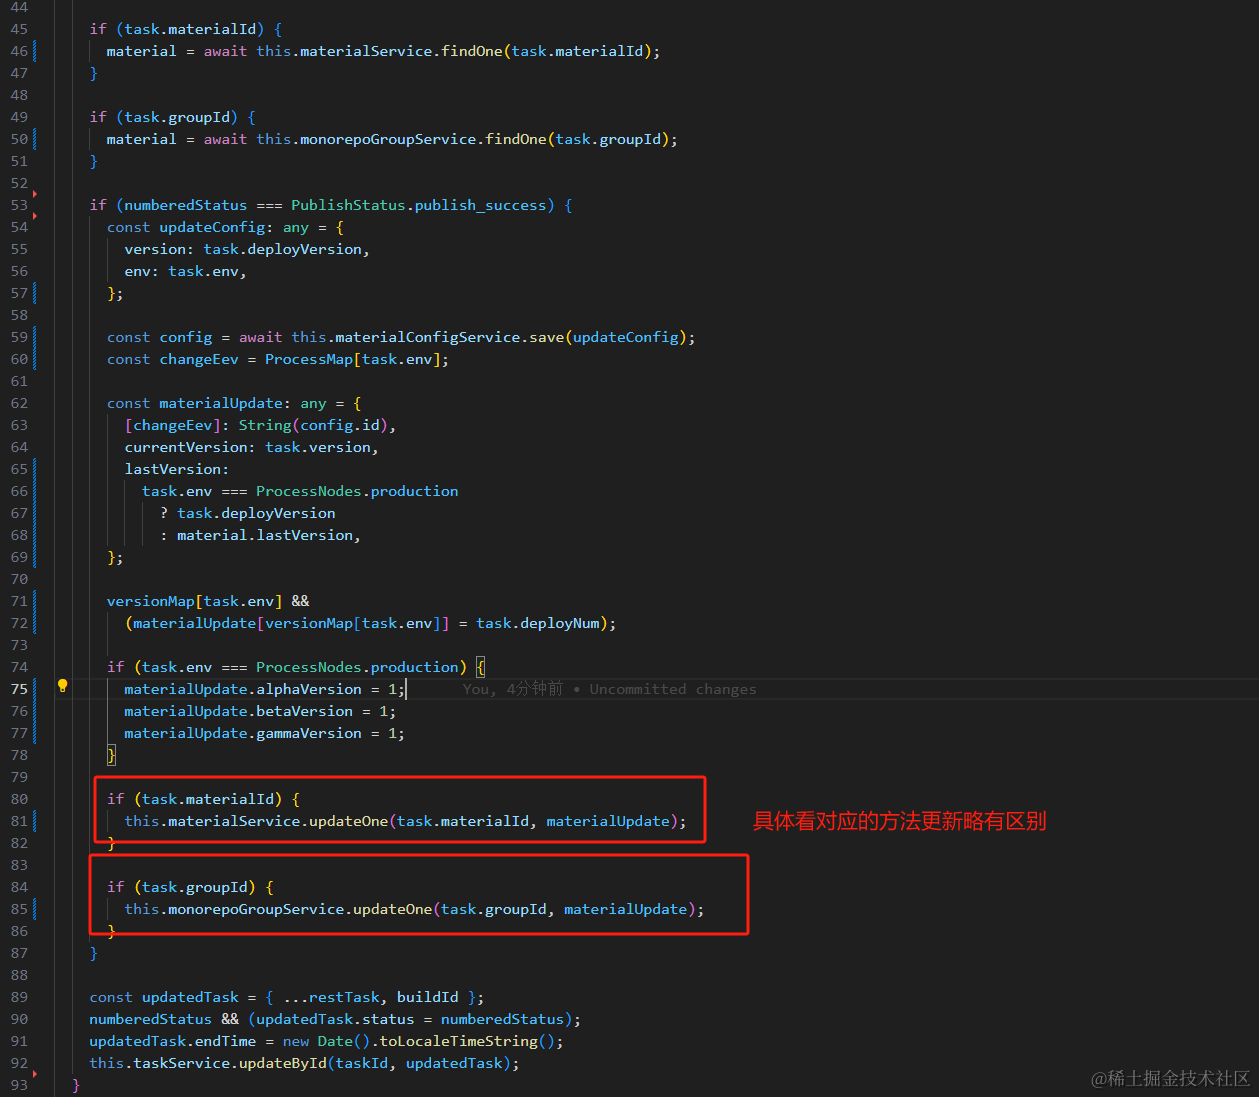 44
45 if (task.materialId) {
46 material = await this.materialService.findOne(task.materialId);
47 }
48
49 if (task.groupId) {
50 material = await this.monorepoGroupService.findOne(task.groupId);
51 }
52
53 if (numberedStatus === PublishStatus.publish_success) {
54 const updateConfig: any = {
55 version: task.deployVersion,
56 env: task.env,
57 };
58
59 const config = await this.materialConfigService.save(updateConfig);
60 const changeEev = ProcessMap[task.env];
61
62 const materialUpdate: any = {
63 [changeEev]: String(config.id),
64 currentVersion: task.version,
65 lastVersion:
66 task.env === ProcessNodes.production
67 ? task.deployVersion
68 : material.lastVersion,
69 };
70
71 versionMap[task.env] &&
72 (materialUpdate[versionMap[task.env]] = task.deployNum);
73
74 if (task.env === ProcessNodes.production) {
75 materialUpdate.alphaVersion = 1; You, 4分钟前 • Uncommitted changes
76 materialUpdate.betaVersion = 1;
77 materialUpdate.gammaVersion = 1;
78 }
79
80 if (task.materialId) {
81 this.materialService.updateOne(task.materialId, materialUpdate); 具体看对应的方法更新略有区别
82 }
83
84 if (task.groupId) {
85 this.monorepoGroupService.updateOne(task.groupId, materialUpdate);
86 }
87 }
88
89 const updatedTask = { ...restTask, buildId };
90 numberedStatus && (updatedTask.status = numberedStatus);
91 updatedTask.endTime = new Date().toLocaleTimeString();
92 this.taskService.updateById(taskId, updatedTask);
93 }
@稀土掘金技术社区